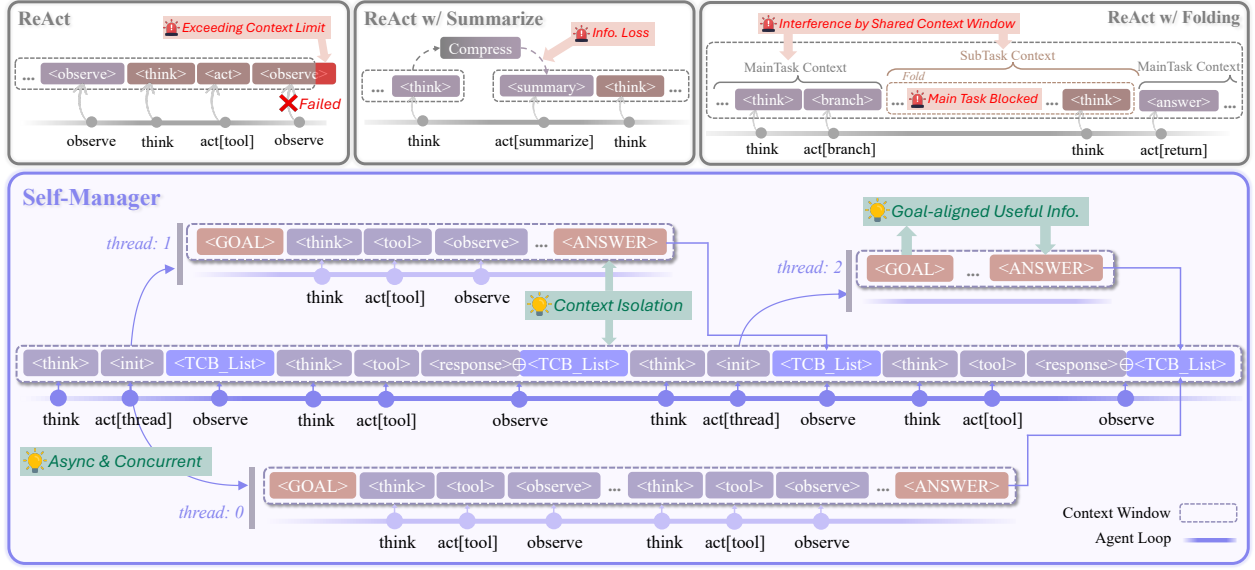 ReAct
Exceeding Context Limit
... <observe> <think> <act> <observe>
Failed
observe think act[tool] observe
ReAct w/ Summarize
Info. Loss
Compress
... <think> ... <summary> <think> ...
think act[summarize] think
ReAct w/ Folding
Interference by Shared Context Window
SubTask Context
MainTask Context
MainTask Context
Fold
... <think> <branch> ... Main Task Blocked ... <think> <answer> ...
think act[branch] think act[return]
Self-Manager
thread: 1
<GOAL> <think> <tool> <observe> ... <ANSWER>
think act[tool] observe
Goal-aligned Useful Info.
thread: 2
<GOAL> ... <ANSWER>
Context Isolation
<think> <init> <TCB_List> <think> <tool> <response>⊕<TCB_List> <think> <init> <TCB_List> <think> <tool> <response>⊕<TCB_List>
think act[thread] observe think act[tool] observe think act[thread] observe think act[tool] observe
Async & Concurrent
thread: 0
<GOAL> <think> <tool> <observe> ... <think> <tool> <observe> ... <ANSWER>
think act[tool] observe think act[tool] observe
Context Window
Agent Loop